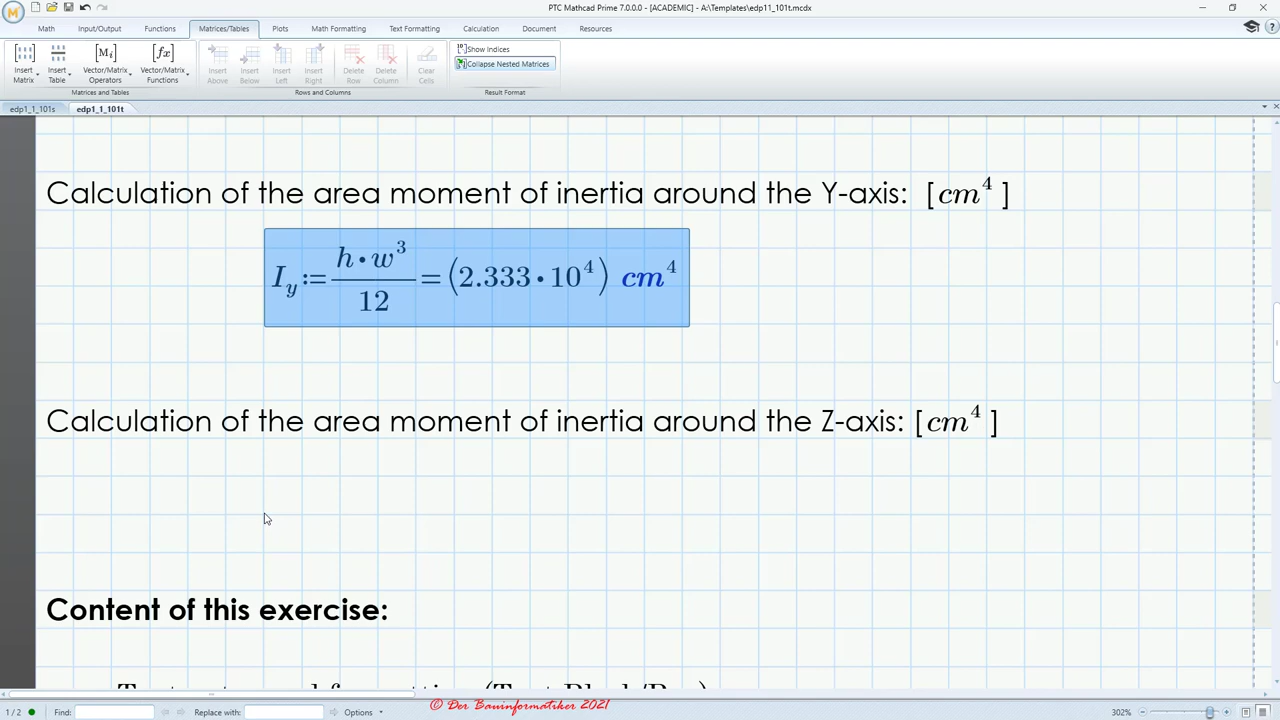 PTC Mathcad Prime 7.0.0.0 - [ACADEMIC] - A:\Templates\edp11_101t.mcdx
Math Input/Output Functions Matrices/Tables Plots Math Formatting Text Formatting Calculation Document Resources
Insert Matrix Insert Table Vector/Matrix Operators Vector/Matrix Functions Insert Above Insert Below Insert Left Insert Right Delete Row Delete Column Clear Cells Show Indices Collapse Nested Matrices
Matrices and Tables Rows and Columns Result Format
edp1_1_101s edp1_1_101t
Calculation of the area moment of inertia around the Y-axis: [cm⁴ ]
I_y := h · w³ / 12 = (2.333 · 10⁴) cm⁴
Calculation of the area moment of inertia around the Z-axis: [cm⁴ ]
Content of this exercise:
© Der Bauinformatiker 2021
1 / 2 Find: Replace with: Options 302%